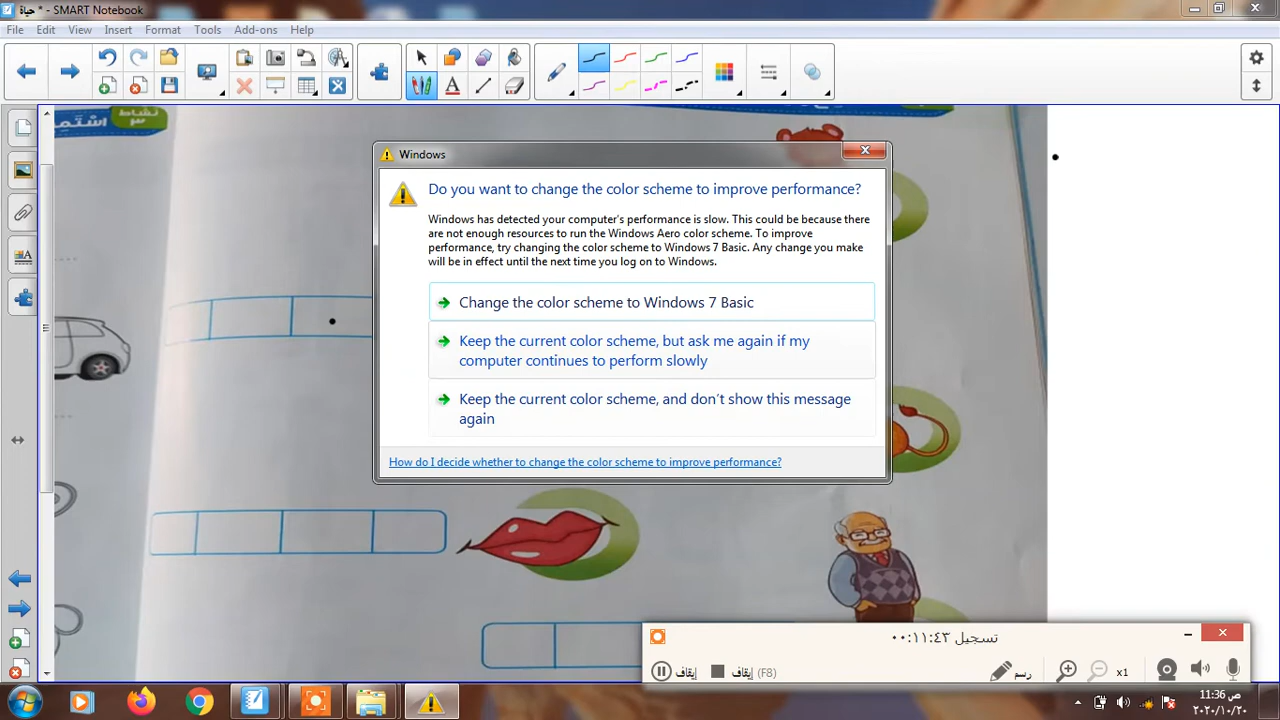 حياة * - SMART Notebook
File Edit View Insert Format Tools Add-ons Help
نشاط
٣
اسْتَمِ
Windows
Do you want to change the color scheme to improve performance?
Windows has detected your computer's performance is slow. This could be because there
are not enough resources to run the Windows Aero color scheme. To improve
performance, try changing the color scheme to Windows 7 Basic. Any change you make
will be in effect until the next time you log on to Windows.
Change the color scheme to Windows 7 Basic
Keep the current color scheme, but ask me again if my
computer continues to perform slowly
Keep the current color scheme, and don't show this message
again
How do I decide whether to change the color scheme to improve performance?
تسجيل ٠٠:١١:٤٣
إيقاف إيقاف (F8) رسم x1
11:36 ص
٢٠٢٠/١٠/٢٠